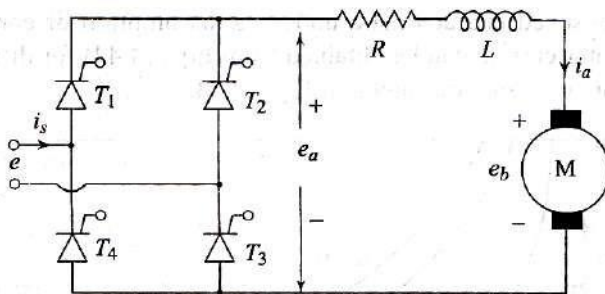 R L
i_a
T_1 T_2
+ +
i_s
e e_a e_b M
− −
T_4 T_3